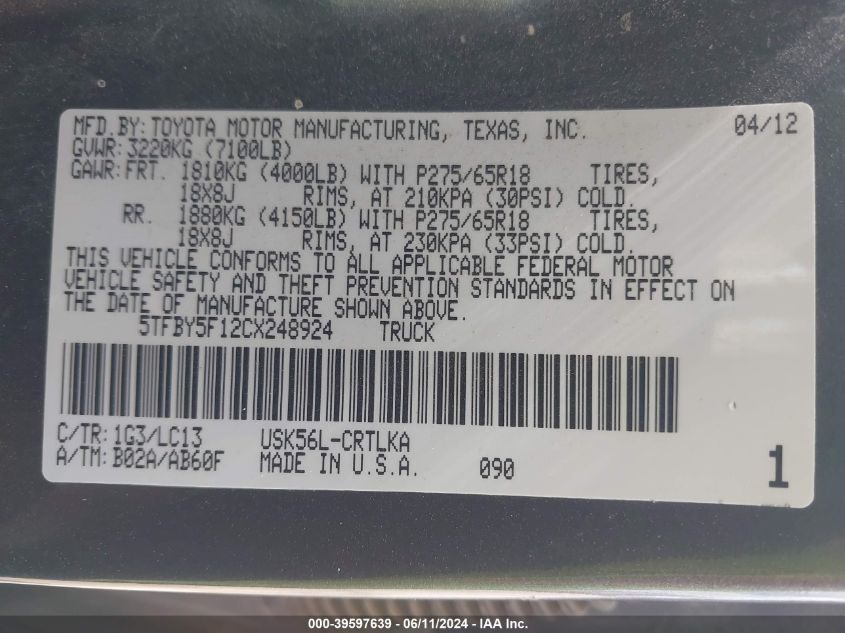 MFD. BY: TOYOTA MOTOR MANUFACTURING, TEXAS, INC. 04/12
GVWR: 3220KG (7100LB)
GAWR: FRT. 1810KG (4000LB) WITH P275/65R18 TIRES,
18X8J RIMS, AT 210KPA (30PSI) COLD.
RR. 1880KG (4150LB) WITH P275/65R18 TIRES,
18X8J RIMS, AT 230KPA (33PSI) COLD.
THIS VEHICLE CONFORMS TO ALL APPLICABLE FEDERAL MOTOR
VEHICLE SAFETY AND THEFT PREVENTION STANDARDS IN EFFECT ON
THE DATE OF MANUFACTURE SHOWN ABOVE.
5TFBY5F12CX248924 TRUCK
C/TR: 1G3/LC13 USK56L-CRTLKA
A/TM: B02A/AB60F MADE IN U.S.A. 090 1
000-39597639 - 06/11/2024 - IAA Inc.